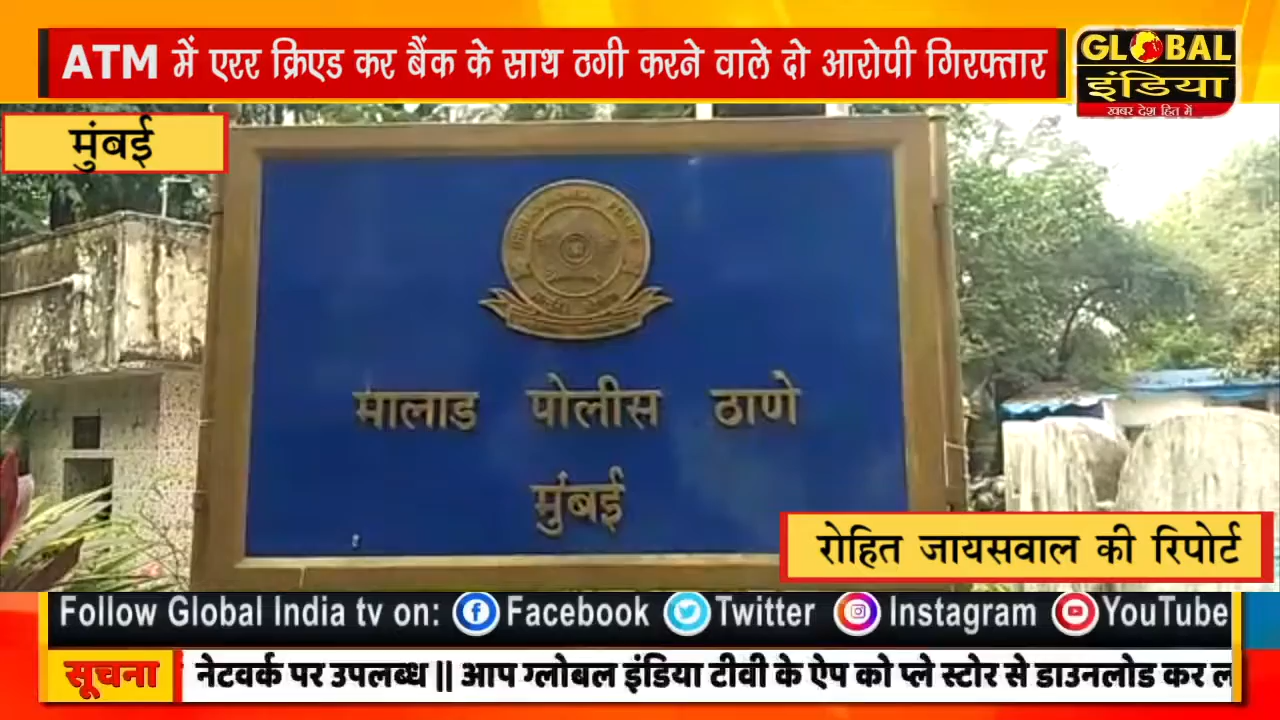 ATM में एरर क्रिएड कर बैंक के साथ ठगी करने वाले दो आरोपी गिरफ्तार
GLOBAL
इंडिया
खबर देश हित में
मुंबई
मालाड पोलीस ठाणे
मुंबई
रोहित जायसवाल की रिपोर्ट
Follow Global India tv on: Facebook Twitter Instagram YouTube
सूचना
नेटवर्क पर उपलब्ध || आप ग्लोबल इंडिया टीवी के ऐप को प्ले स्टोर से डाउनलोड कर